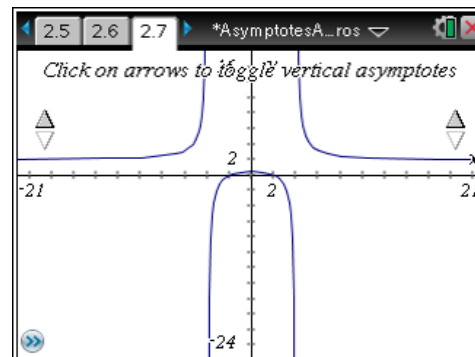 2.5 2.6 2.7 *AsymptotesA...ros
Click on arrows to toggle vertical asymptotes
2
x
-21
2
21
-24